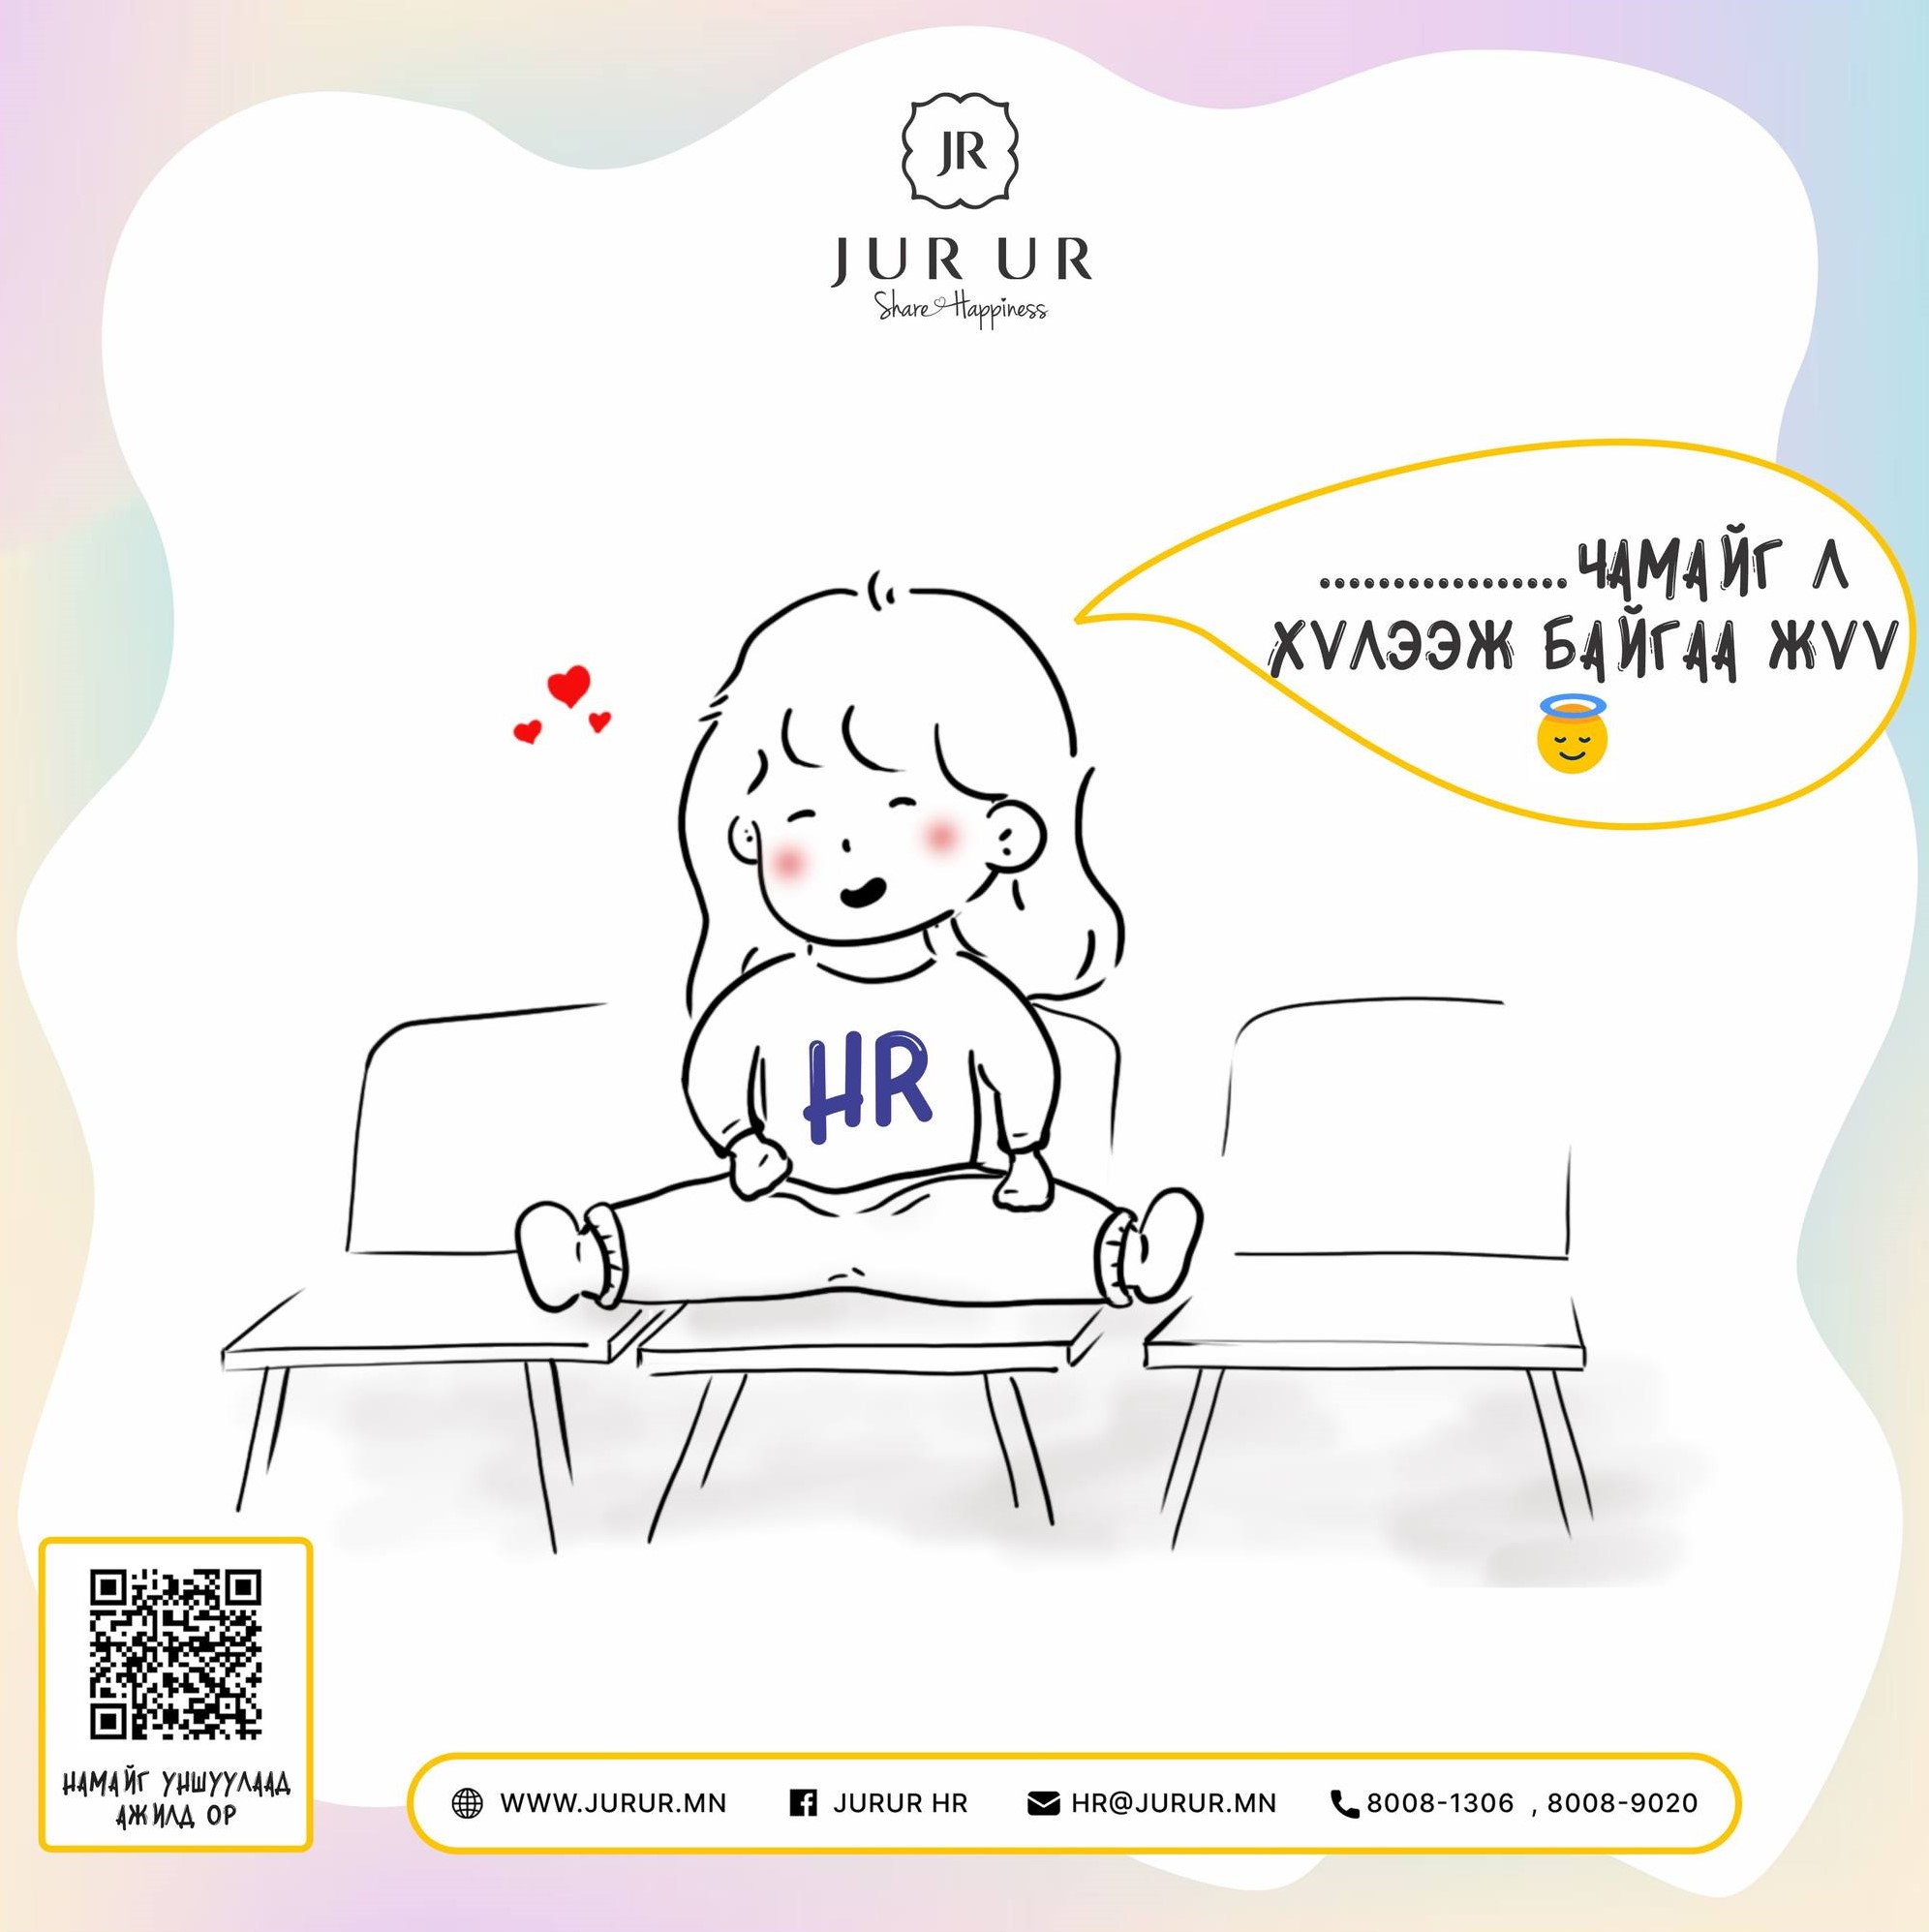 JR
JUR UR
Share Happiness
.................ЧАМАЙГ Л
ХVЛЭЭЖ БАЙГАА ЖVV
HR
НАМАЙГ УНШУУЛААД
АЖИЛД ОР
WWW.JURUR.MN JURUR HR HR@JURUR.MN 8008-1306 , 8008-9020